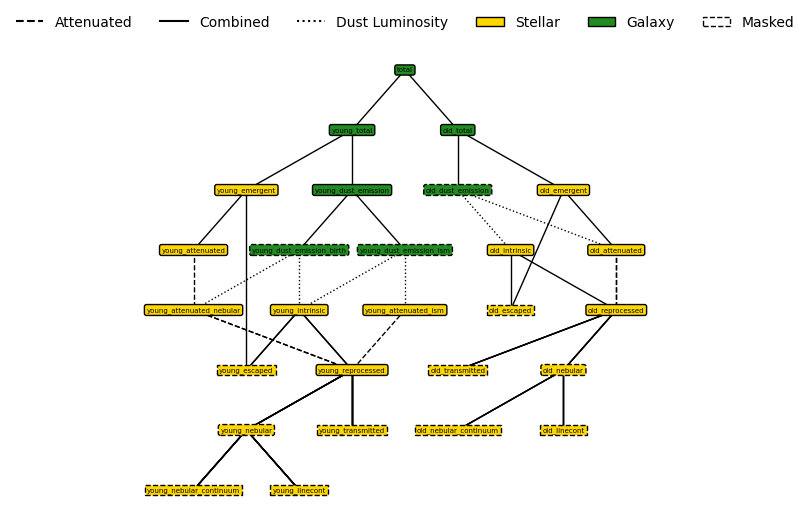 Attenuated Combined Dust Luminosity Stellar Galaxy Masked
total
young_total old_total
young_emergent young_dust_emission old_dust_emission old_emergent
young_attenuated young_dust_emission_birth young_dust_emission_ism old_intrinsic old_attenuated
young_attenuated_nebular young_intrinsic young_attenuated_ism old_escaped old_reprocessed
young_escaped young_reprocessed old_transmitted old_nebular
young_nebular young_transmitted old_nebular_continuum old_linecont
young_nebular_continuum young_linecont